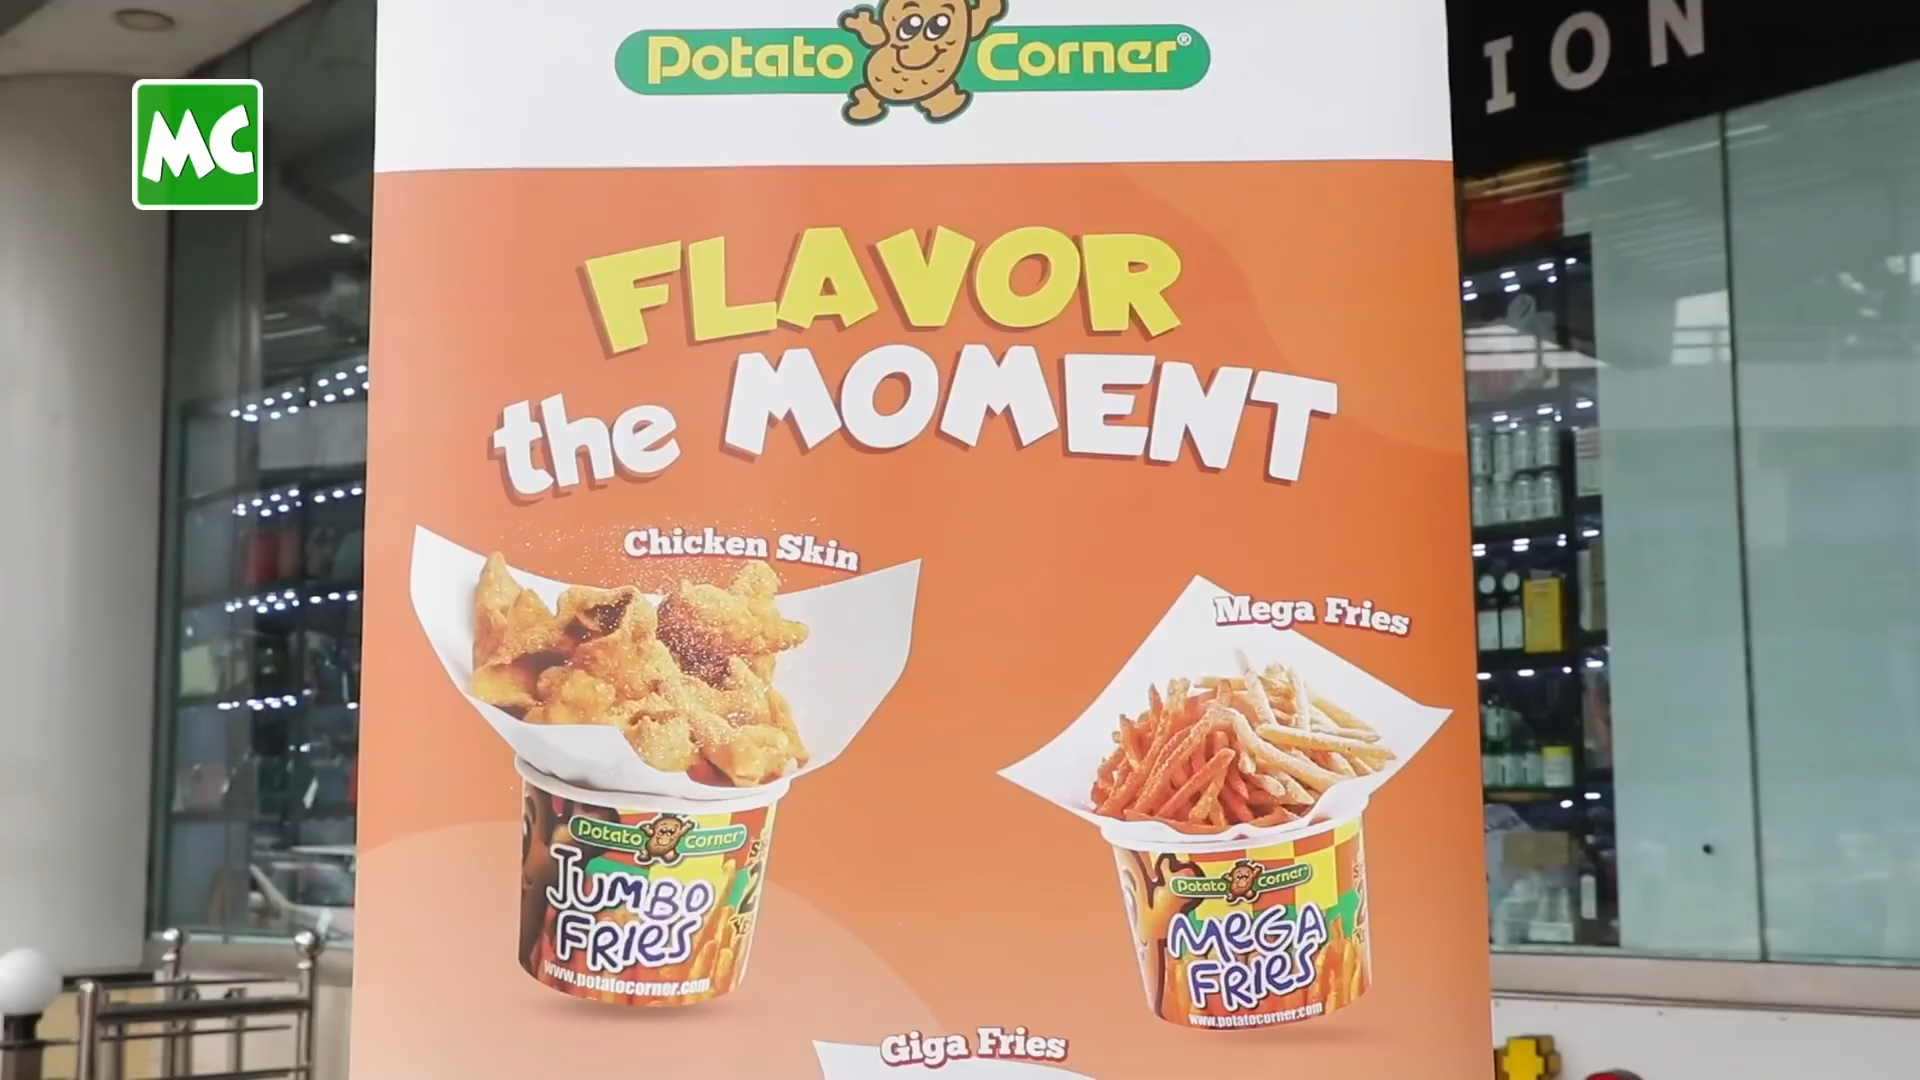 Potato Corner®
ION
MC
FLAVOR
the MOMENT
Chicken Skin
Mega Fries
Potato Corner
JUMBO
FRIES
www.potatocorner.com
Potato Corner
MEGA
FRIES
www.potatocorner.com
Giga Fries